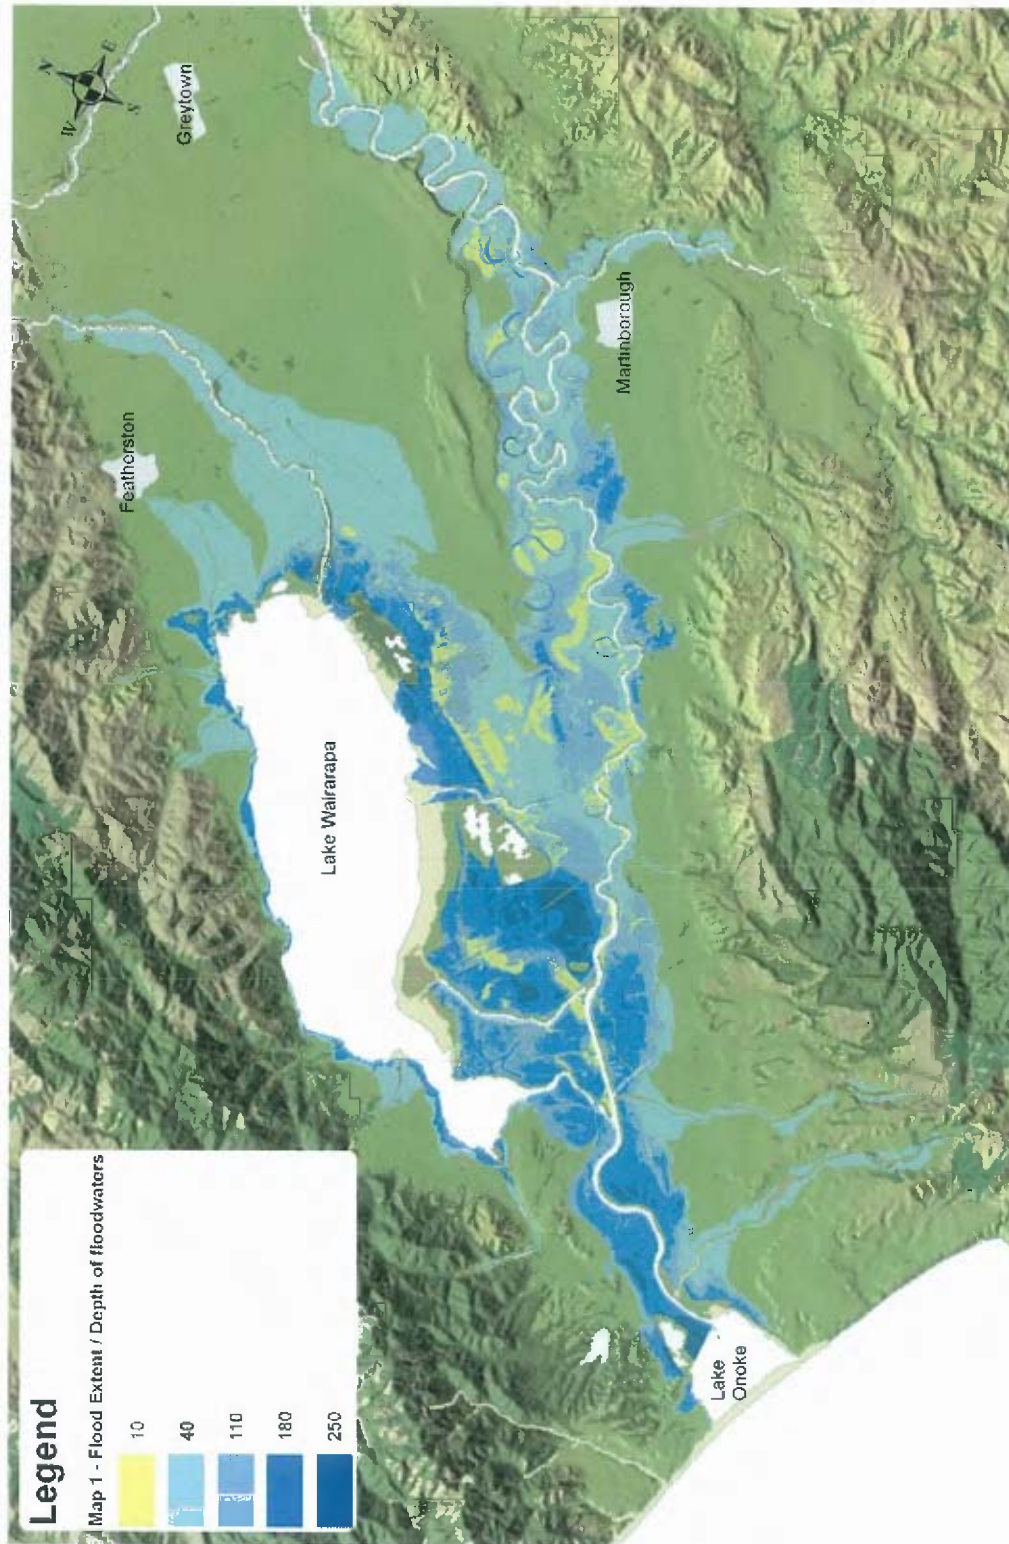 Legend
Map 1 - Flood Extent / Depth of floodwaters
10
40
110
180
250
N
E
S
W
Greytown
Featherston
Martinborough
Lake Wairarapa
Lake
Onoke